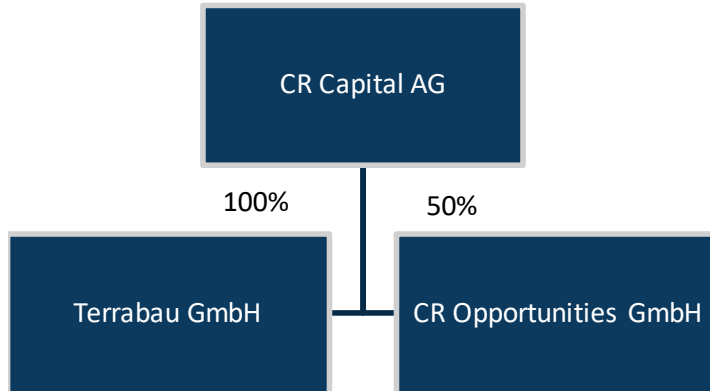 CR Capital AG
100%
50%
Terrabau GmbH
CR Opportunities GmbH